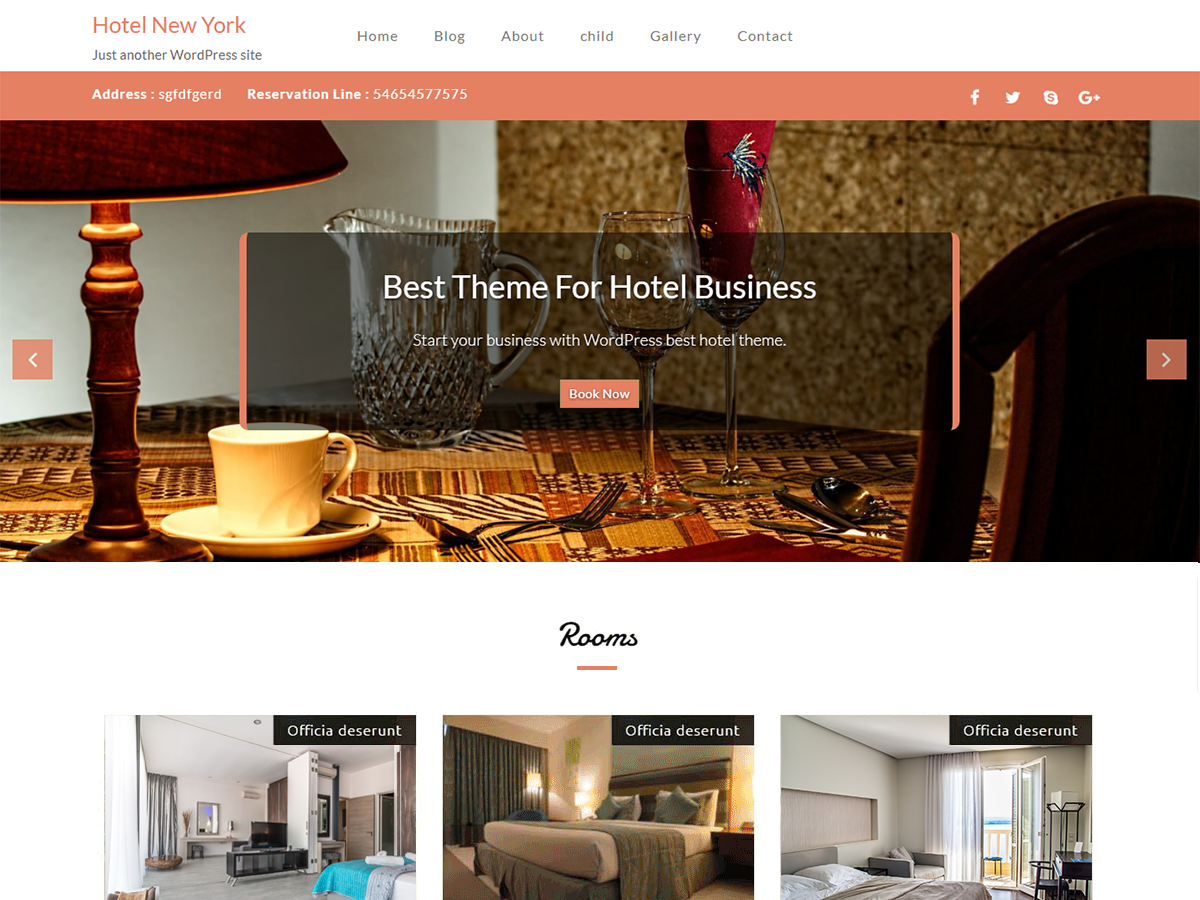 Hotel New York
Just another WordPress site
Home Blog About child Gallery Contact
Address : sgfdfgerd Reservation Line : 54654577575
Best Theme For Hotel Business
Start your business with WordPress best hotel theme.
Book Now
Rooms
Officia deserunt Officia deserunt Officia deserunt